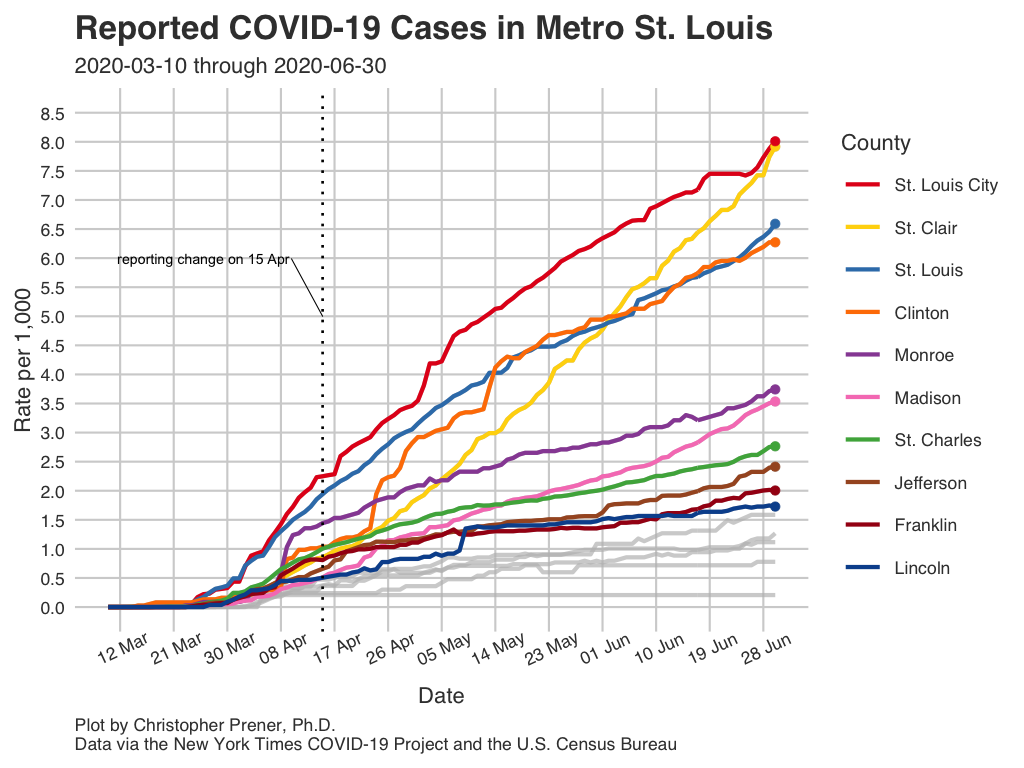 Reported COVID-19 Cases in Metro St. Louis
2020-03-10 through 2020-06-30
8.5
8.0
7.5
7.0
6.5
6.0
5.5
5.0
4.5
4.0
3.5
3.0
2.5
2.0
1.5
1.0
0.5
0.0
Rate per 1,000
reporting change on 15 Apr
12 Mar
21 Mar
30 Mar
08 Apr
17 Apr
26 Apr
05 May
14 May
23 May
01 Jun
10 Jun
19 Jun
28 Jun
Date
County
St. Louis City
St. Clair
St. Louis
Clinton
Monroe
Madison
St. Charles
Jefferson
Franklin
Lincoln
Plot by Christopher Prener, Ph.D.
Data via the New York Times COVID-19 Project and the U.S. Census Bureau